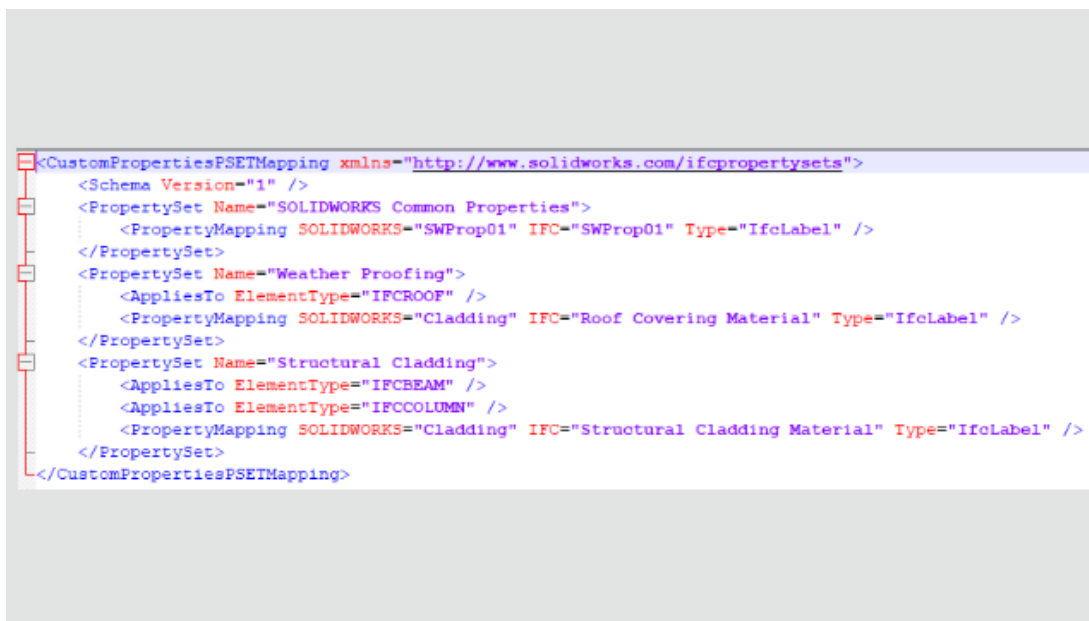 <CustomPropertiesPSETMapping xmlns="http://www.solidworks.com/ifcpropertysets">
<Schema Version="1" />
<PropertySet Name="SOLIDWORKS Common Properties">
<PropertyMapping SOLIDWORKS="SWProp01" IFC="SWProp01" Type="IfcLabel" />
</PropertySet>
<PropertySet Name="Weather Proofing">
<AppliesTo ElementType="IFCROOF" />
<PropertyMapping SOLIDWORKS="Cladding" IFC="Roof Covering Material" Type="IfcLabel" />
</PropertySet>
<PropertySet Name="Structural Cladding">
<AppliesTo ElementType="IFCBEAM" />
<AppliesTo ElementType="IFCCOLUMN" />
<PropertyMapping SOLIDWORKS="Cladding" IFC="Structural Cladding Material" Type="IfcLabel" />
</PropertySet>
</CustomPropertiesPSETMapping>